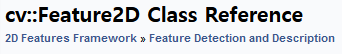 cv::Feature2D Class Reference
2D Features Framework » Feature Detection and Description